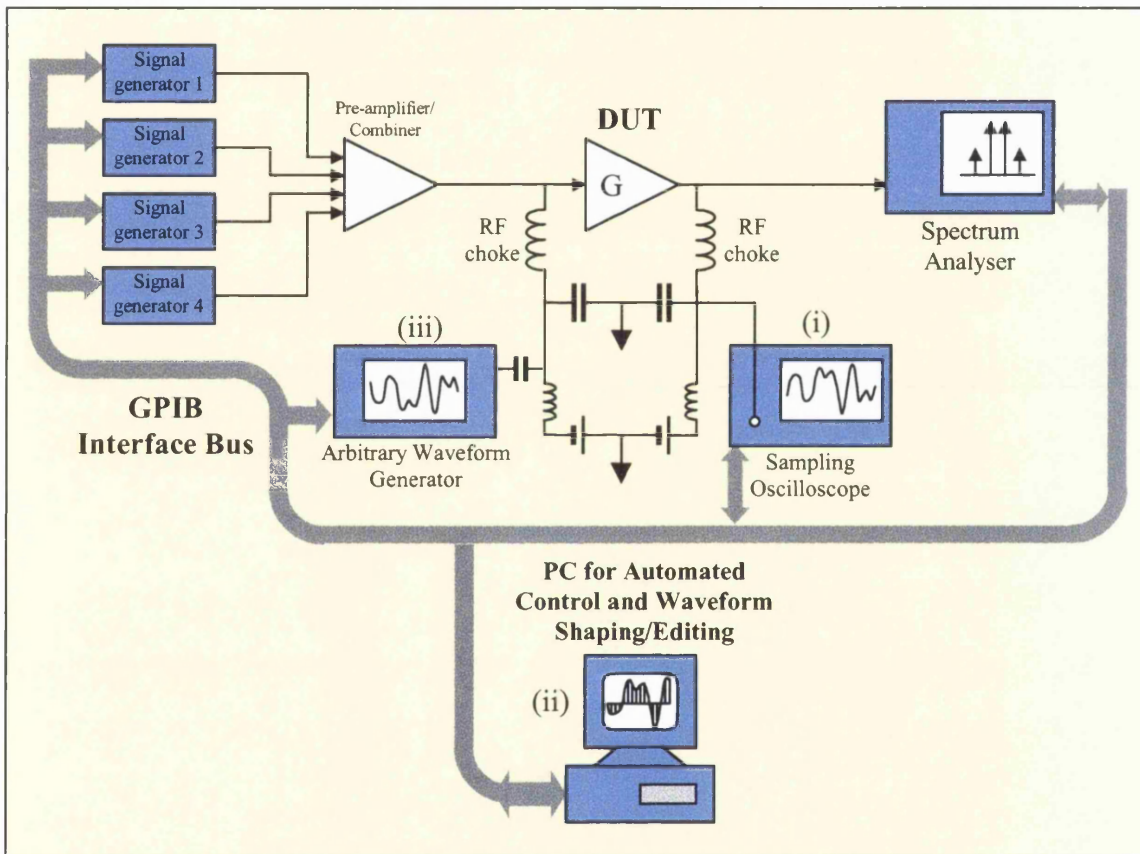 Signal
generator 1
Signal
generator 2
Signal
generator 3
Signal
generator 4
Pre-amplifier/
Combiner
DUT
G
RF
choke
RF
choke
Spectrum
Analyser
(iii)
(i)
GPIB
Interface Bus
Arbitrary Waveform
Generator
Sampling
Oscilloscope
PC for Automated
Control and Waveform
Shaping/Editing
(ii)